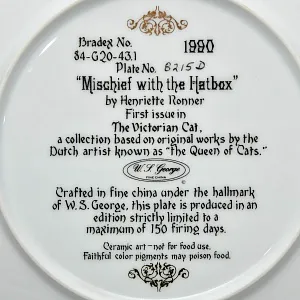 Bradex No. 1990
84-G20-43.1
Plate No. 8215D
"Mischief with the Hatbox"
by Henriette Ronner
First issue in
The Victorian Cat,
a collection based on original works by the
Dutch artist known as "The Queen of Cats."
W. S. George
FINE CHINA
©
Crafted in fine china under the hallmark
of W. S. George, this plate is produced in an
edition strictly limited to a
maximum of 150 firing days.
Ceramic art - not for food use.
Faithful color pigments may poison food.